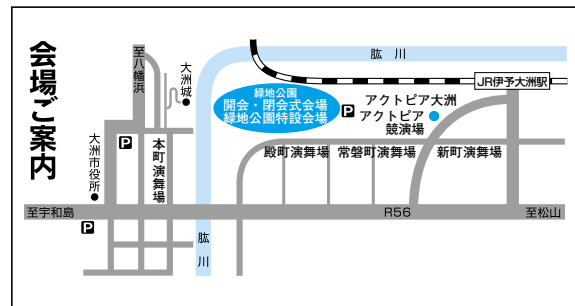 会場ご案内
至八幡浜
大洲城
肱川
JR伊予大洲駅
緑地公園
開会・閉会式会場
緑地公園特設会場
P
アクトピア大洲
アクトピア
競演場
大洲市役所
P
本町演舞場
殿町演舞場
常磐町演舞場
新町演舞場
至宇和島
R56
至松山
P
肱川